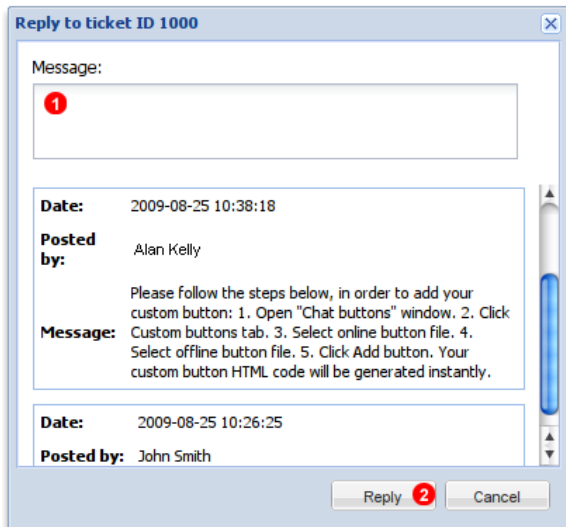 Reply to ticket ID 1000
Message:
1
Date: 2009-08-25 10:38:18
Posted by: Alan Kelly
Message: Please follow the steps below, in order to add your
custom button: 1. Open "Chat buttons" window. 2. Click
Custom buttons tab. 3. Select online button file. 4.
Select offline button file. 5. Click Add button. Your
custom button HTML code will be generated instantly.
Date: 2009-08-25 10:26:25
Posted by: John Smith
Reply 2 Cancel